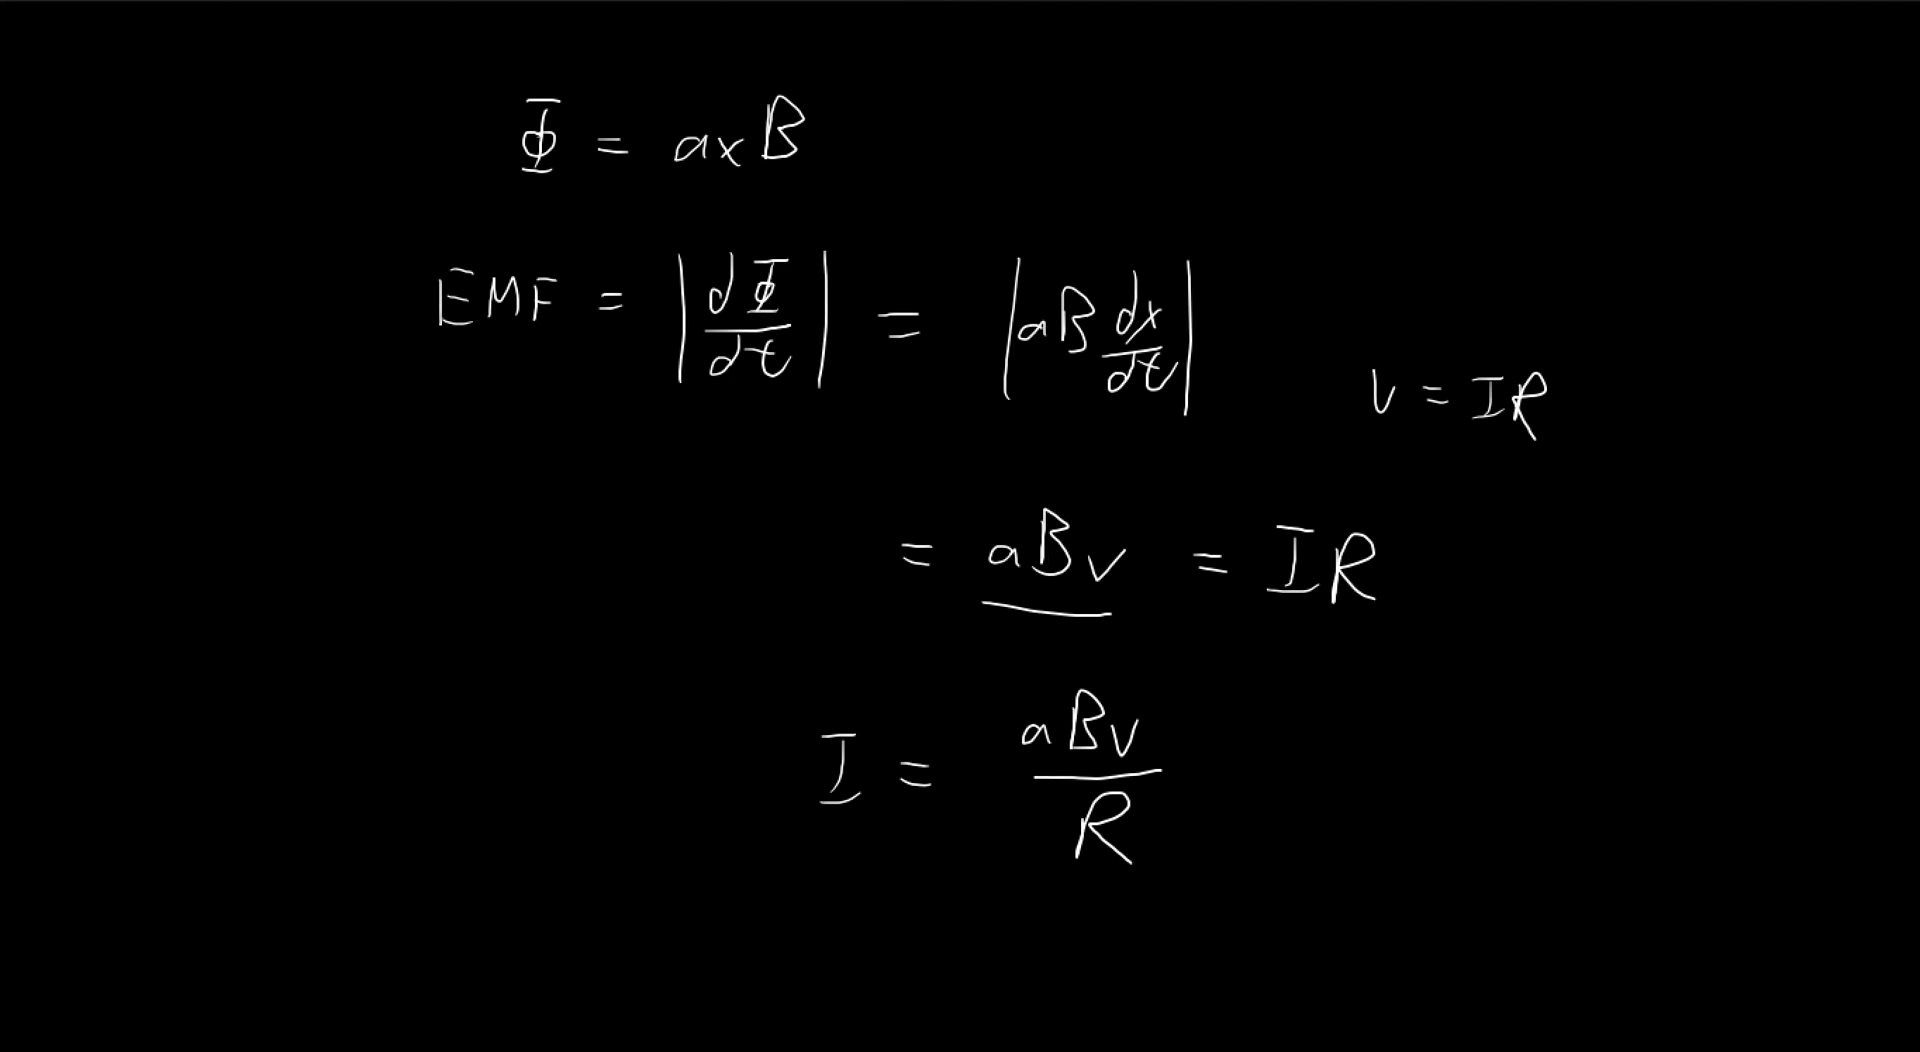 Φ = axB
EMF = |dΦ/dt| = |aB dx/dt|
V = IR
= aBv = IR
I = aBv/R